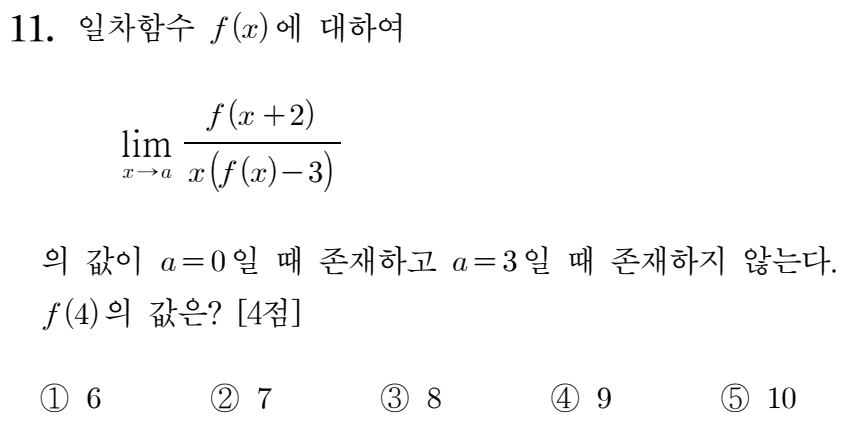 11. 일차함수 f(x)에 대하여
lim_{x→a} \frac{f(x+2)}{x(f(x)-3)}
의 값이 a=0일 때 존재하고 a=3일 때 존재하지 않는다.
f(4)의 값은? [4점]
① 6 ② 7 ③ 8 ④ 9 ⑤ 10